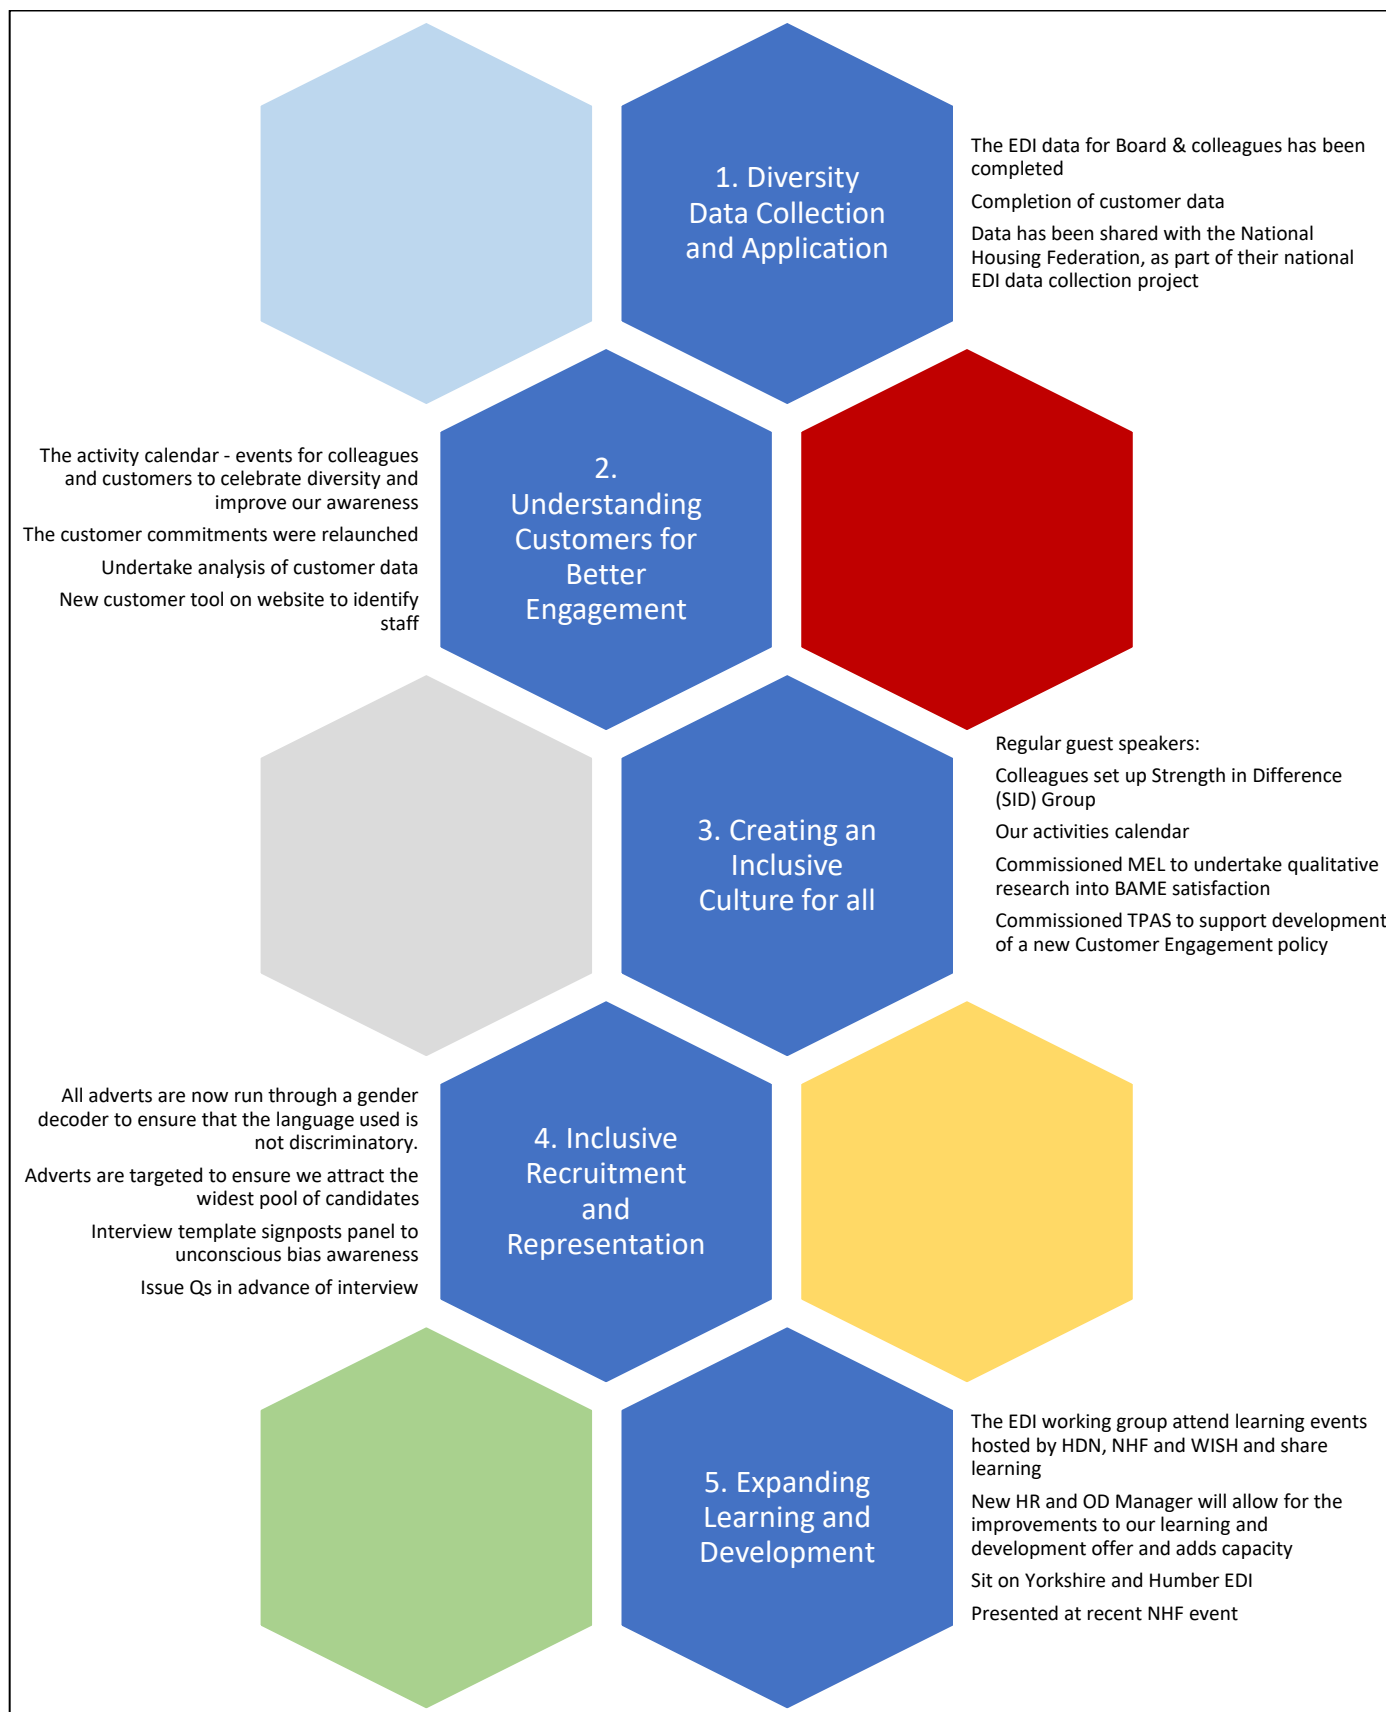 1. Diversity
Data Collection
and Application
The EDI data for Board & colleagues has been
completed
Completion of customer data
Data has been shared with the National
Housing Federation, as part of their national
EDI data collection project
2.
Understanding
Customers for
Better
Engagement
The activity calendar - events for colleagues
and customers to celebrate diversity and
improve our awareness
The customer commitments were relaunched
Undertake analysis of customer data
New customer tool on website to identify
staff
3. Creating an
Inclusive
Culture for all
Regular guest speakers:
Colleagues set up Strength in Difference
(SID) Group
Our activities calendar
Commissioned MEL to undertake qualitative
research into BAME satisfaction
Commissioned TPAS to support development
of a new Customer Engagement policy
4. Inclusive
Recruitment
and
Representation
All adverts are now run through a gender
decoder to ensure that the language used is
not discriminatory.
Adverts are targeted to ensure we attract the
widest pool of candidates
Interview template signposts panel to
unconscious bias awareness
Issue Qs in advance of interview
5. Expanding
Learning and
Development
The EDI working group attend learning events
hosted by HDN, NHF and WISH and share
learning
New HR and OD Manager will allow for the
improvements to our learning and
development offer and adds capacity
Sit on Yorkshire and Humber EDI
Presented at recent NHF event